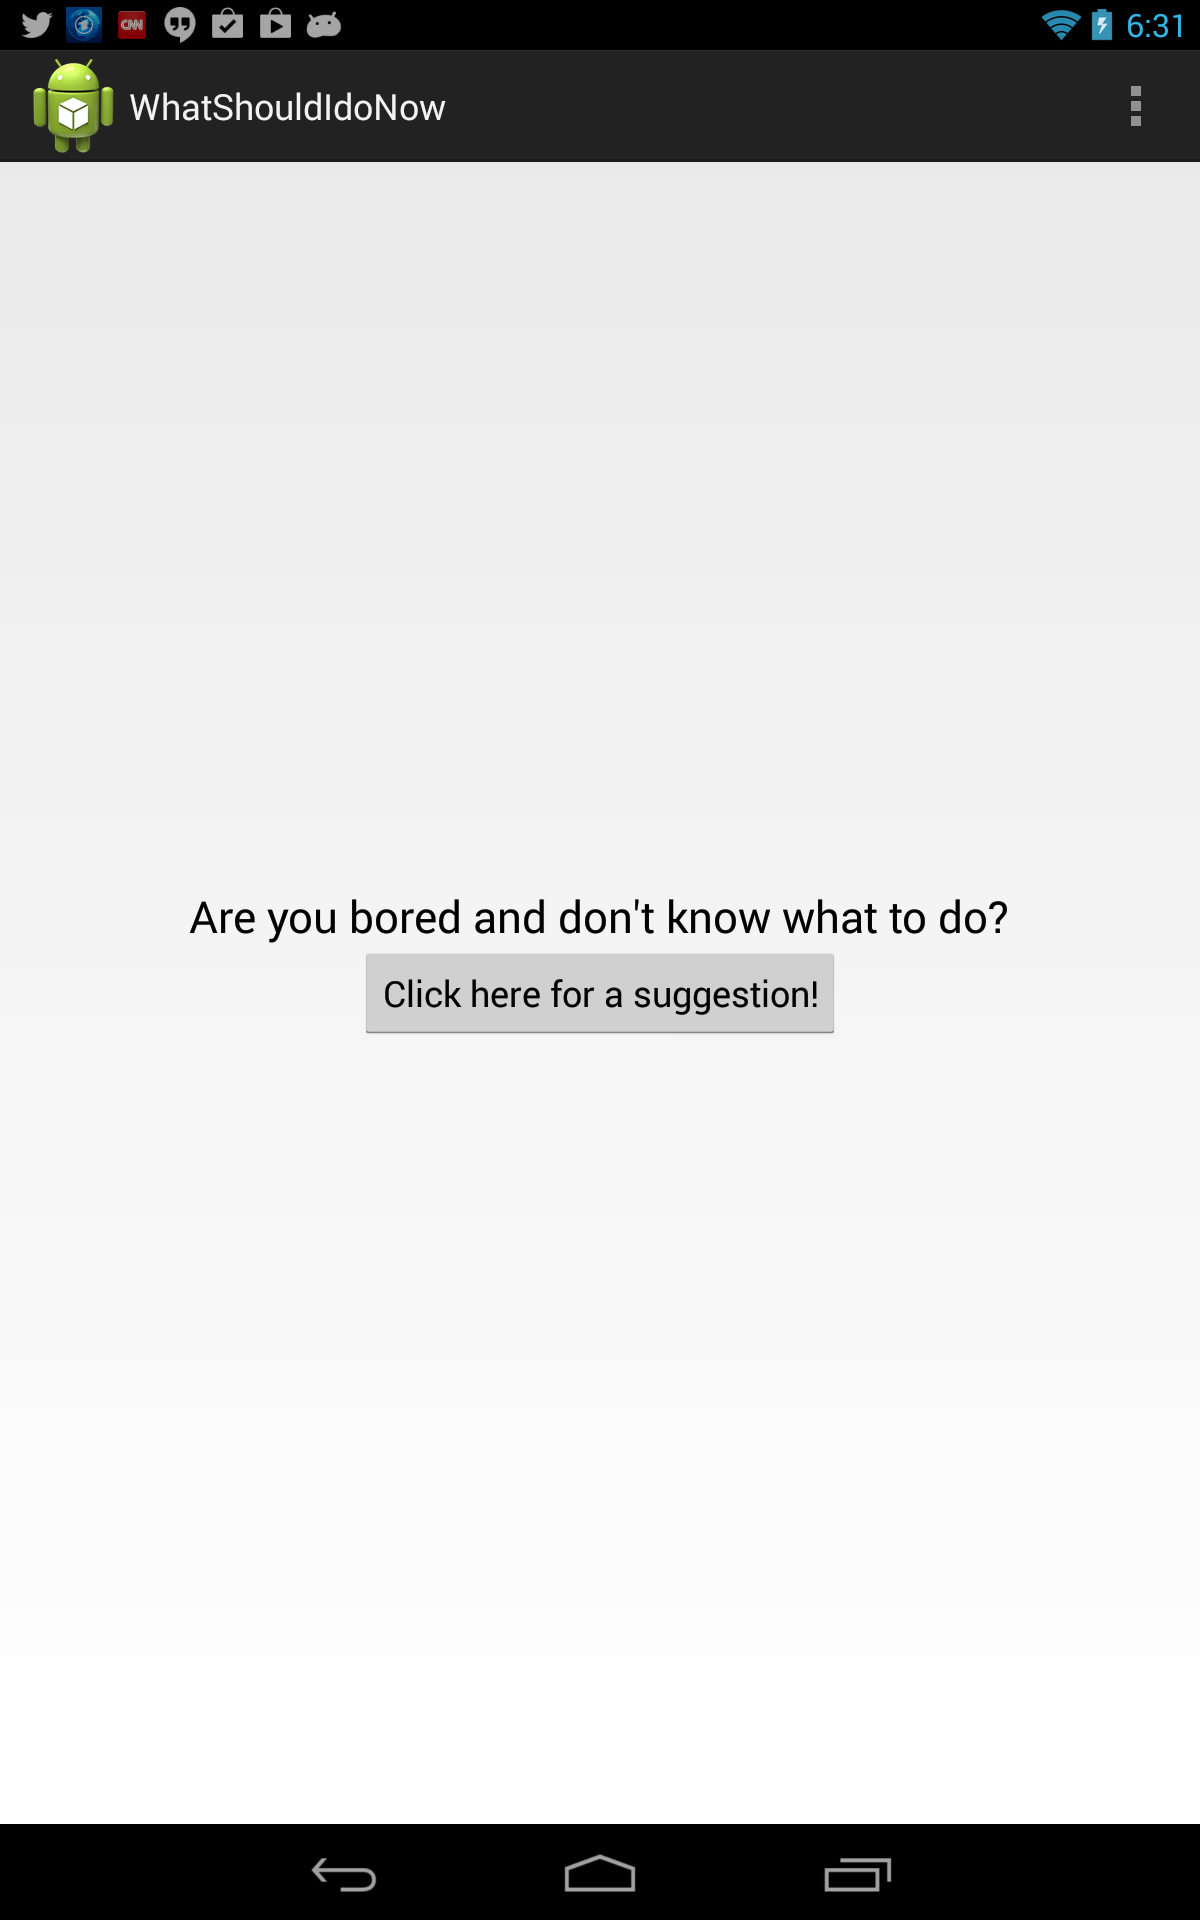 CNN
6:31
WhatShouldIdoNow
Are you bored and don't know what to do?
Click here for a suggestion!